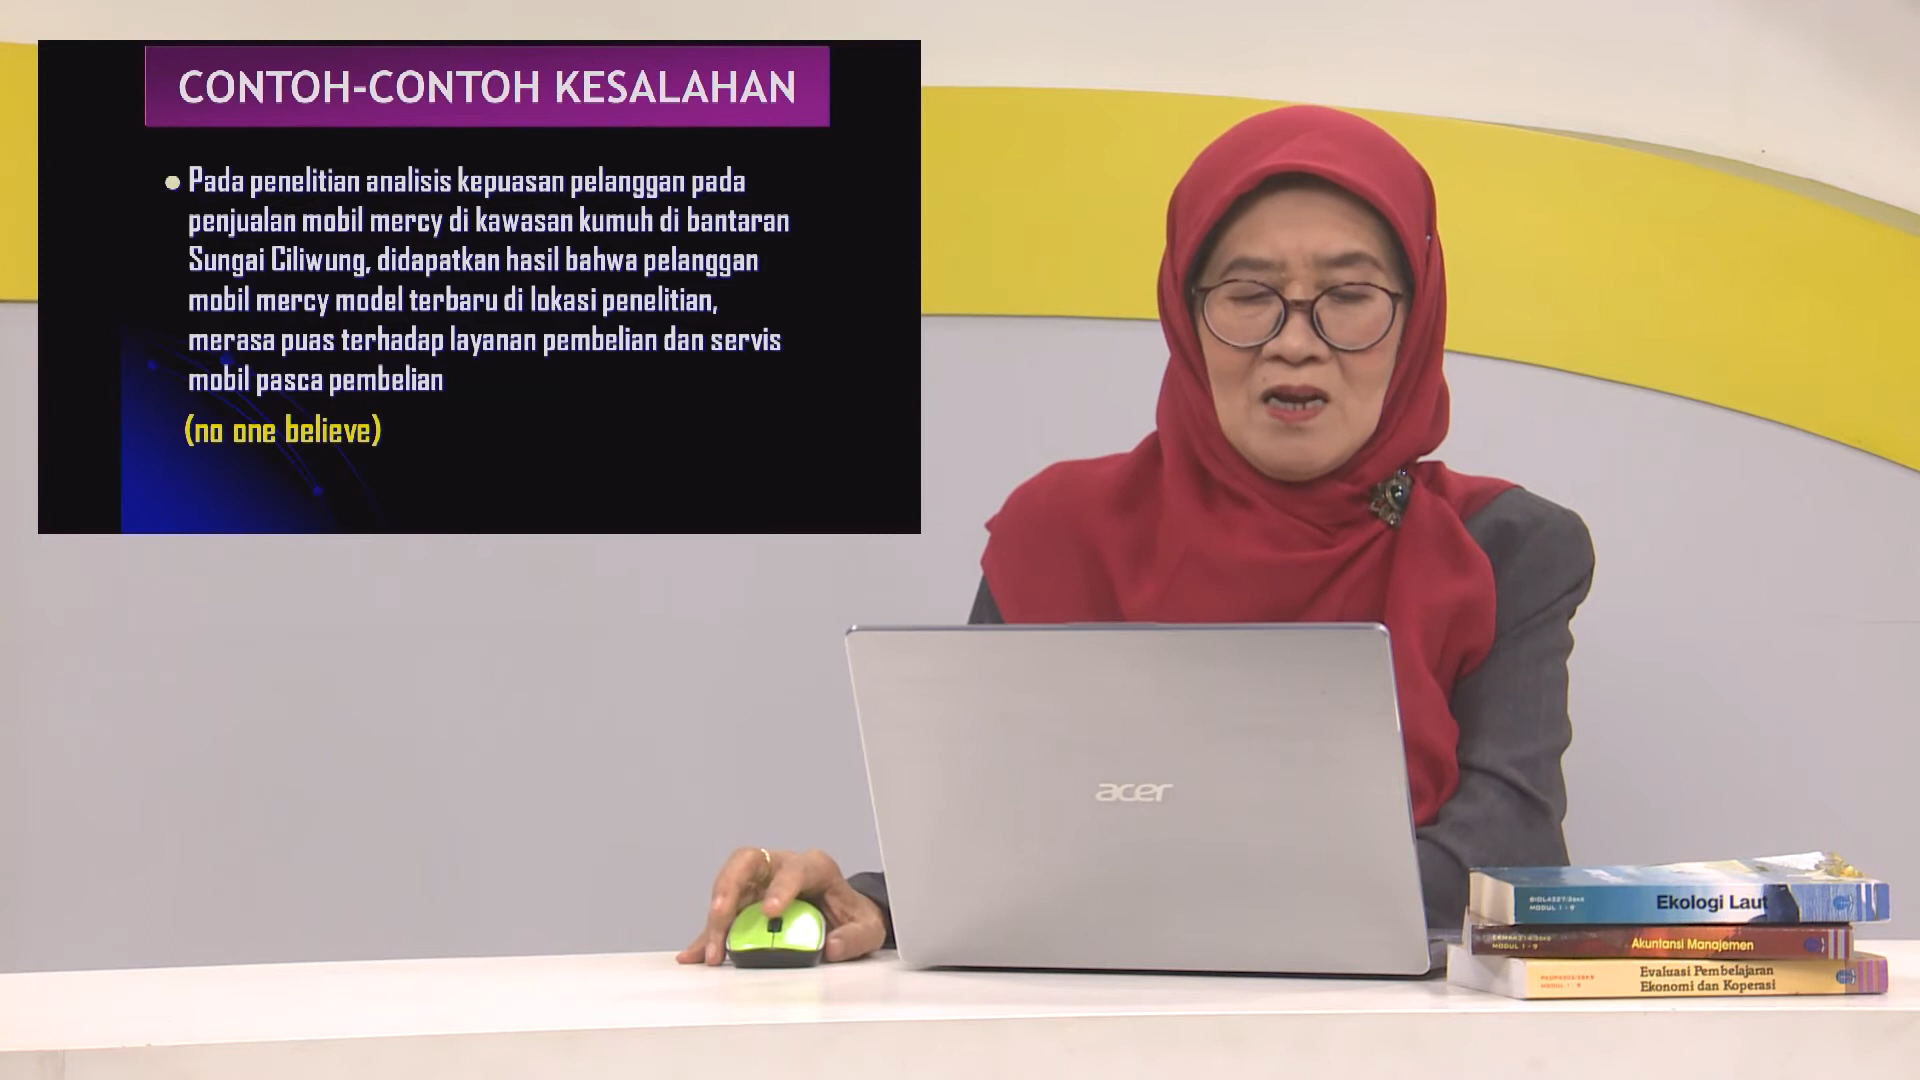 CONTOH-CONTOH KESALAHAN
Pada penelitian analisis kepuasan pelanggan pada
penjualan mobil mercy di kawasan kumuh di bantaran
Sungai Ciliwung, didapatkan hasil bahwa pelanggan
mobil mercy model terbaru di lokasi penelitian,
merasa puas terhadap layanan pembelian dan servis
mobil pasca pembelian
(no one believe)
acer
Ekologi Laut
MODUL 1 - 9
Akuntansi Manajemen
MODUL 1 - 9
Evaluasi Pembelajaran
Ekonomi dan Koperasi